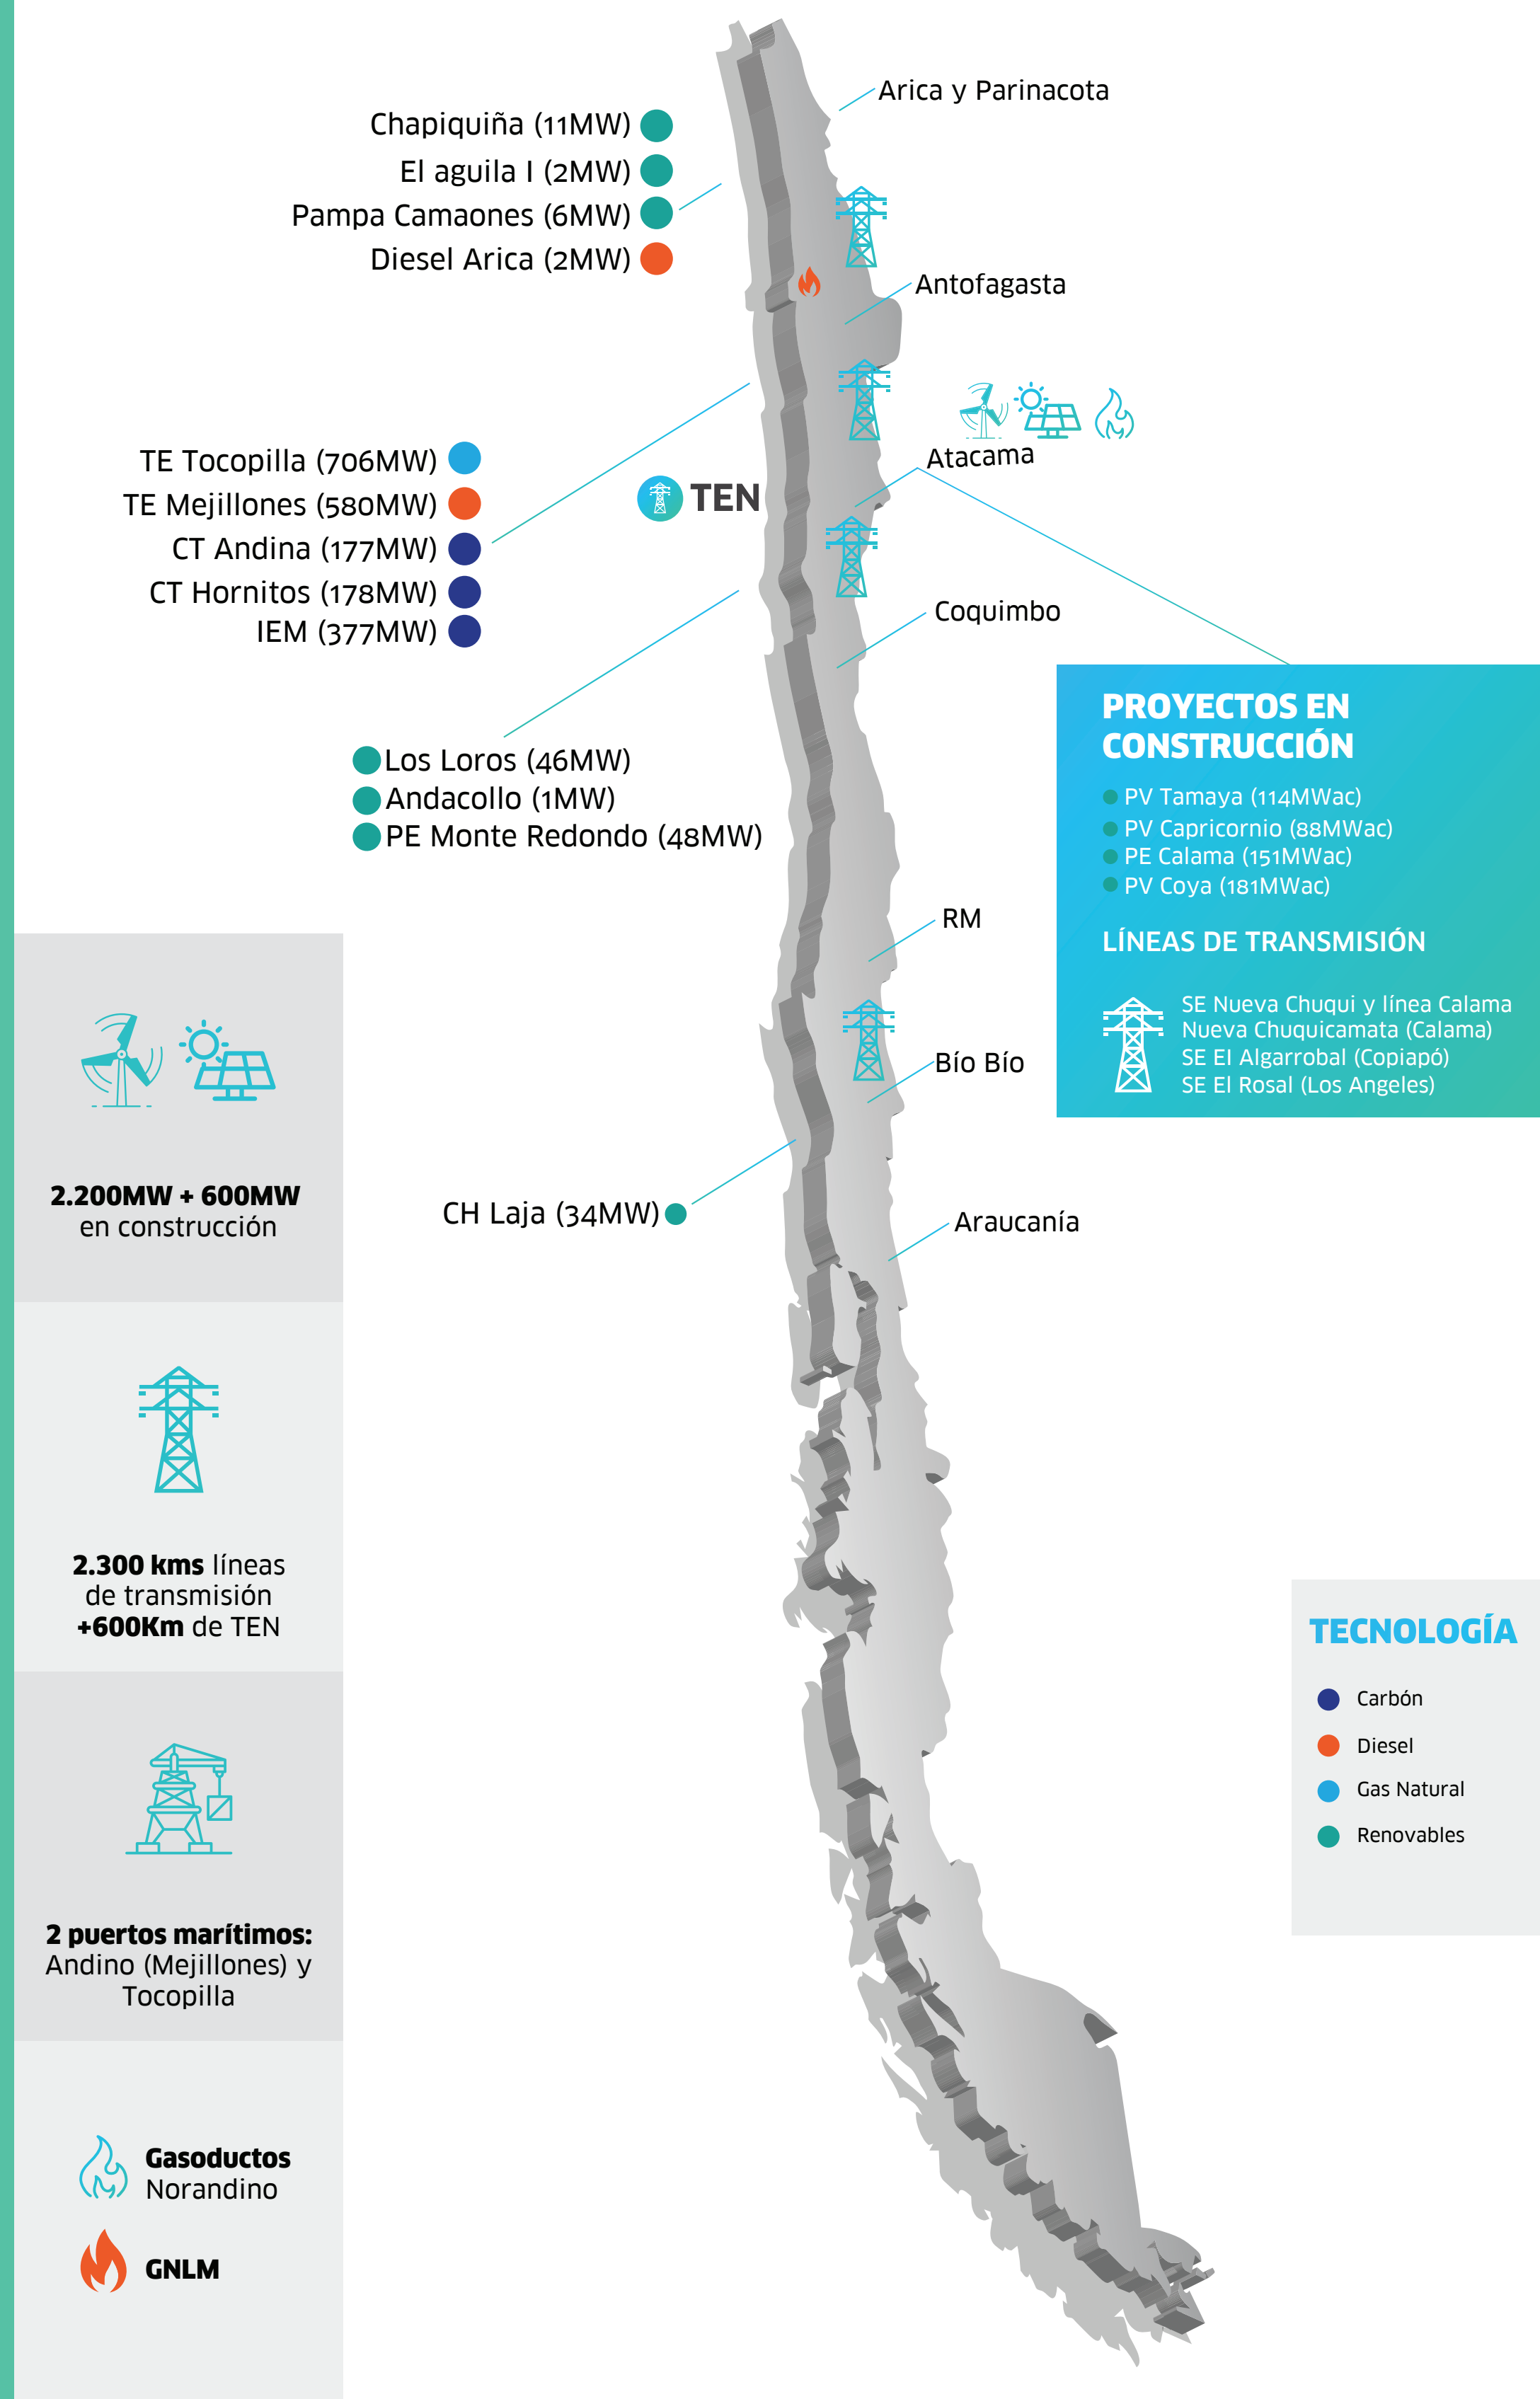 Arica y Parinacota
Chapiquiña (11MW)
El aguila I (2MW)
Pampa Camaones (6MW)
Diesel Arica (2MW)
Antofagasta
Atacama
TE Tocopilla (706MW)
TE Mejillones (580MW)
CT Andina (177MW)
CT Hornitos (178MW)
IEM (377MW)
TEN
Coquimbo
Los Loros (46MW)
Andacollo (1MW)
PE Monte Redondo (48MW)
PROYECTOS EN
CONSTRUCCIÓN
PV Tamaya (114MWac)
PV Capricornio (88MWac)
PE Calama (151MWac)
PV Coya (181MWac)
LÍNEAS DE TRANSMISIÓN
SE Nueva Chuqui y línea Calama
Nueva Chuquicamata (Calama)
SE EI Algarrobal (Copiapó)
SE El Rosal (Los Angeles)
RM
Bío Bío
CH Laja (34MW)
Araucanía
2.200MW + 600MW
en construcción
2.300 kms líneas
de transmisión
+600Km de TEN
2 puertos marítimos:
Andino (Mejillones) y
Tocopilla
Gasoductos
Norandino
GNLM
TECNOLOGÍA
Carbón
Diesel
Gas Natural
Renovables